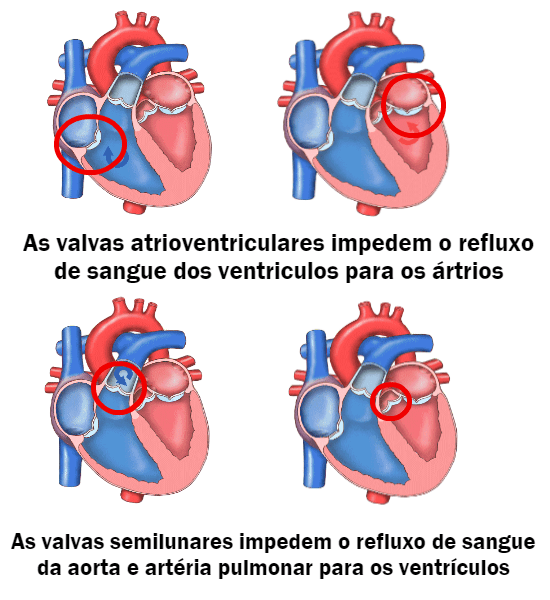 As valvas atrioventriculares impedem o refluxo
de sangue dos ventriculos para os ártrios
As valvas semilunares impedem o refluxo de sangue
da aorta e artéria pulmonar para os ventrículos